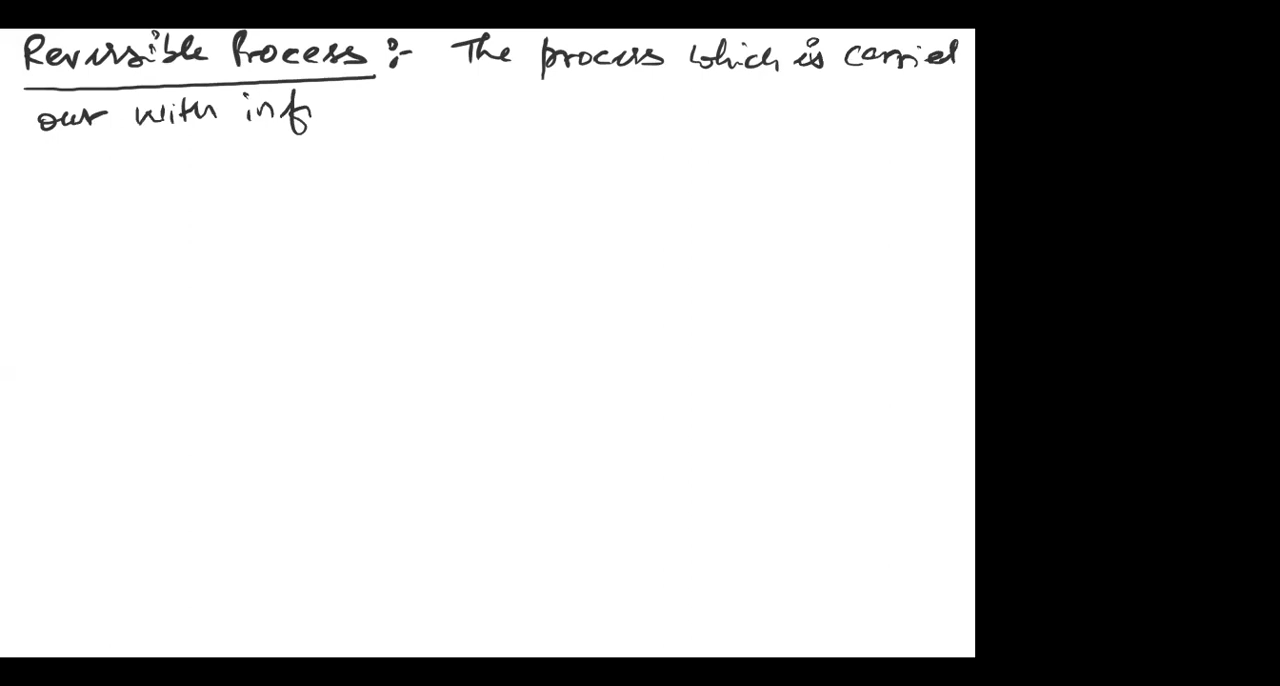 Reversible Process :- The process which is carried
out with inf